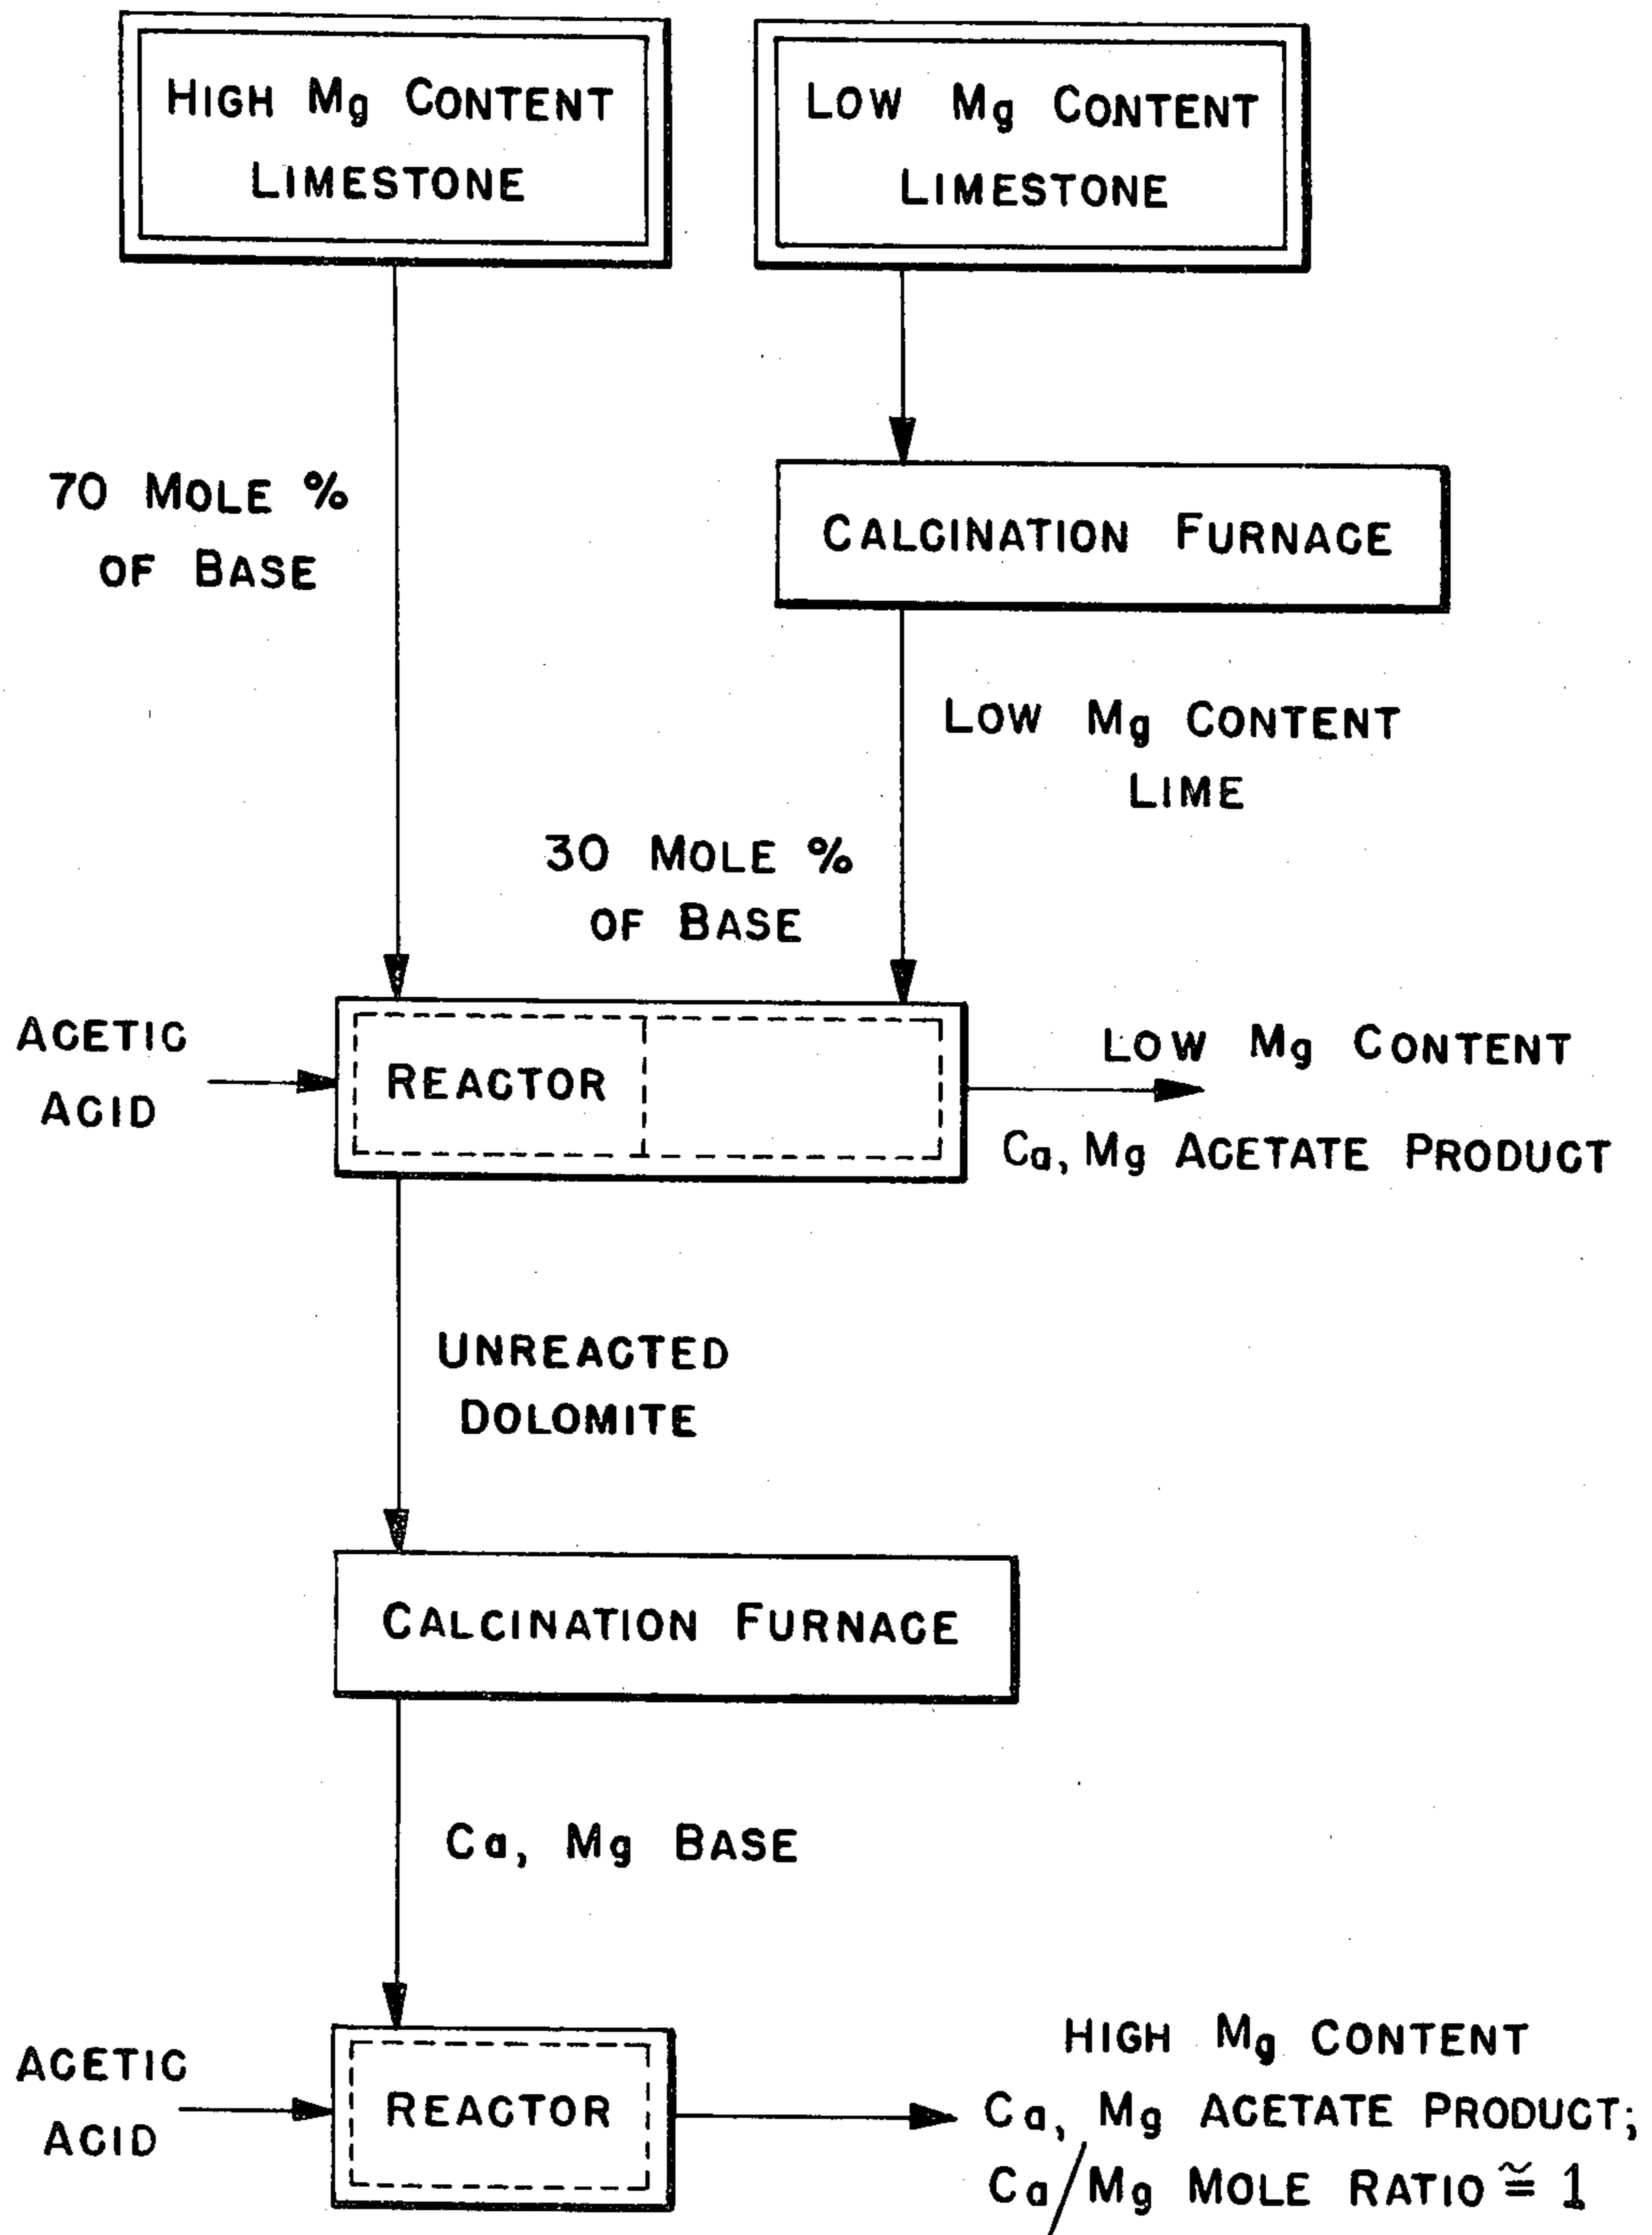 HIGH Mg CONTENT
LIMESTONE
LOW Mg CONTENT
LIMESTONE
70 MOLE %
OF BASE
CALCINATION FURNACE
LOW Mg CONTENT
LIME
30 MOLE %
OF BASE
ACETIC
ACID
REACTOR
LOW Mg CONTENT
Ca, Mg ACETATE PRODUCT
UNREACTED
DOLOMITE
CALCINATION FURNACE
Ca, Mg BASE
ACETIC
ACID
REACTOR
HIGH Mg CONTENT
Ca, Mg ACETATE PRODUCT;
Ca/Mg MOLE RATIO ≅ 1